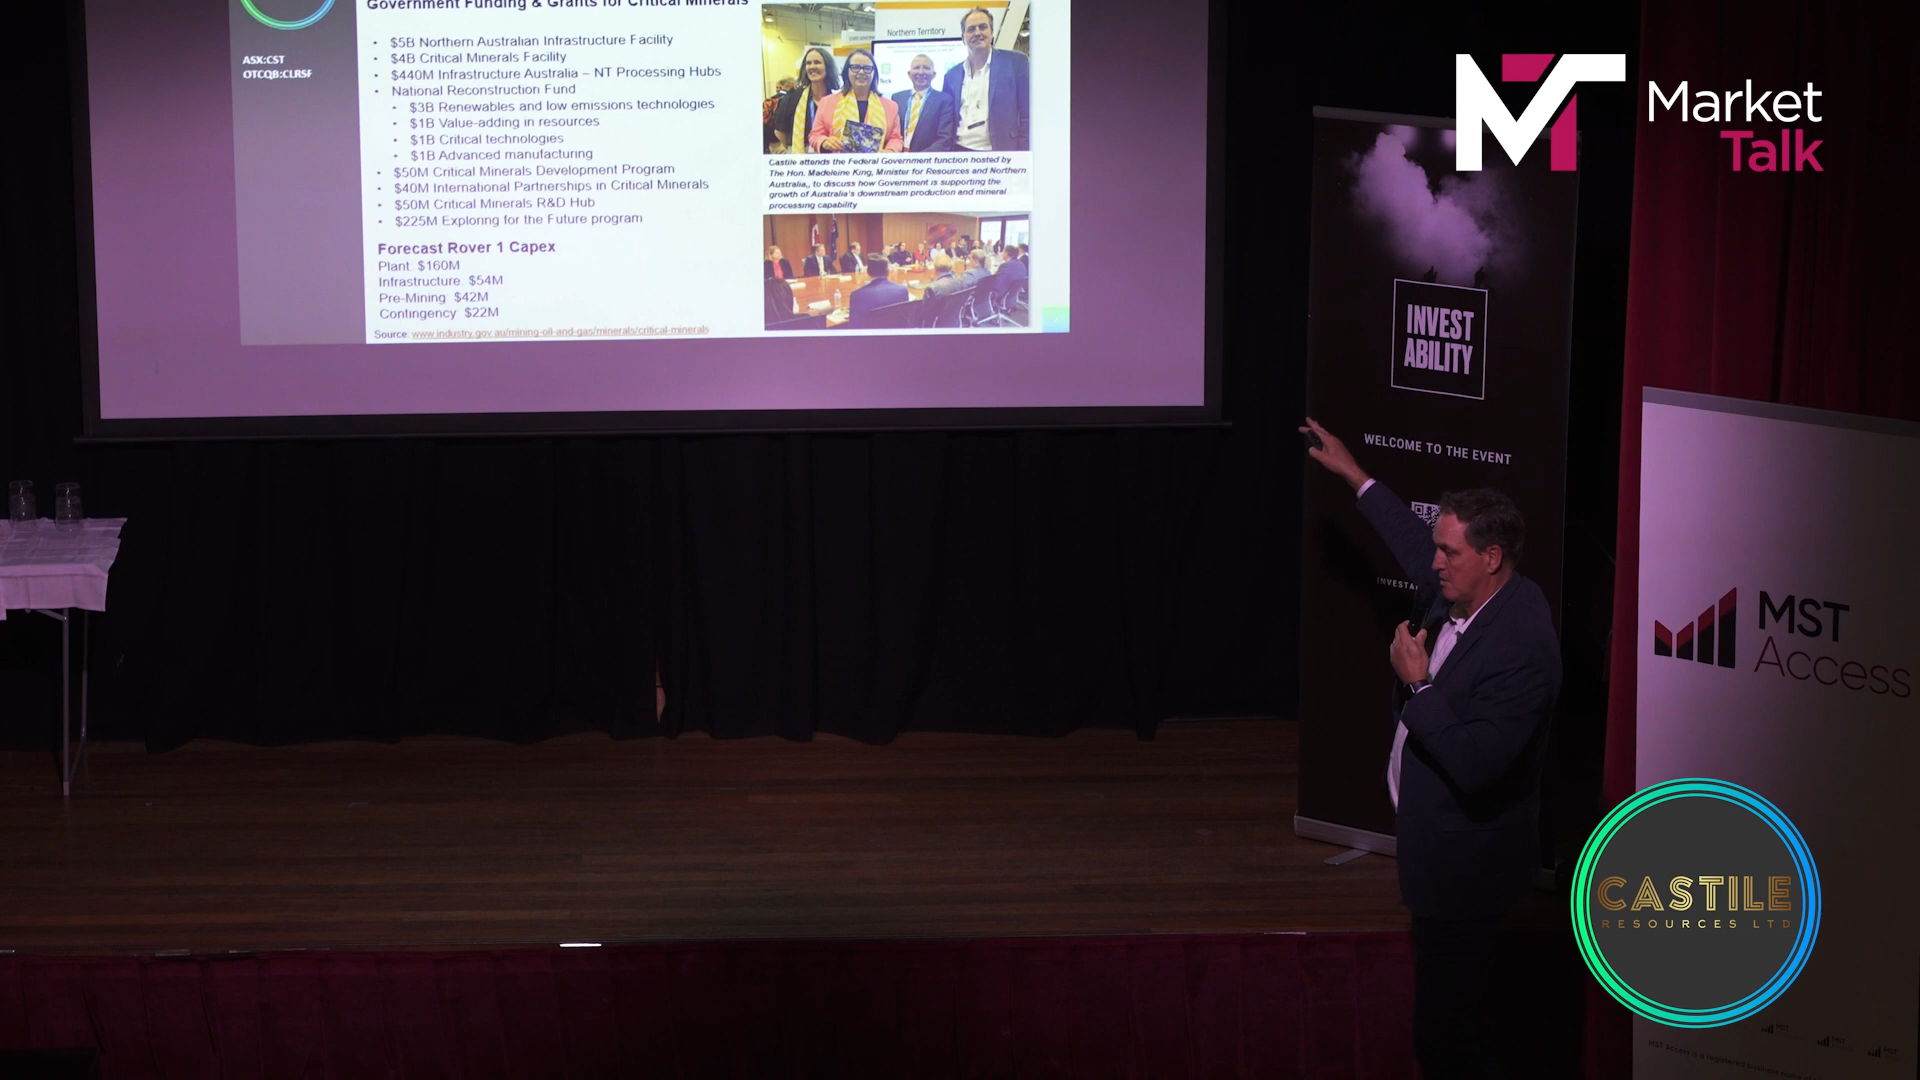 Government Funding & Grants for Critical Minerals
ASX:CST
OTCQB:CLRSF
• $5B Northern Australian Infrastructure Facility
• $4B Critical Minerals Facility
• $440M Infrastructure Australia – NT Processing Hubs
• National Reconstruction Fund
• $3B Renewables and low emissions technologies
• $1B Value-adding in resources
• $1B Critical technologies
• $1B Advanced manufacturing
• $50M Critical Minerals Development Program
• $40M International Partnerships in Critical Minerals
• $50M Critical Minerals R&D Hub
• $225M Exploring for the Future program
Forecast Rover 1 Capex
Plant: $160M
Infrastructure: $54M
Pre-Mining: $42M
Contingency: $22M
Source: www.industry.gov.au/mining-oil-and-gas/minerals/critical-minerals
Northern Territory
Castile attends the Federal Government function hosted by
The Hon. Madeleine King, Minister for Resources and Northern
Australia,, to discuss how Government is supporting the
growth of Australia's downstream production and mineral
processing capability
Market
Talk
INVEST
ABILITY
WELCOME TO THE EVENT
MST
Access
CASTILE
RESOURCES LTD